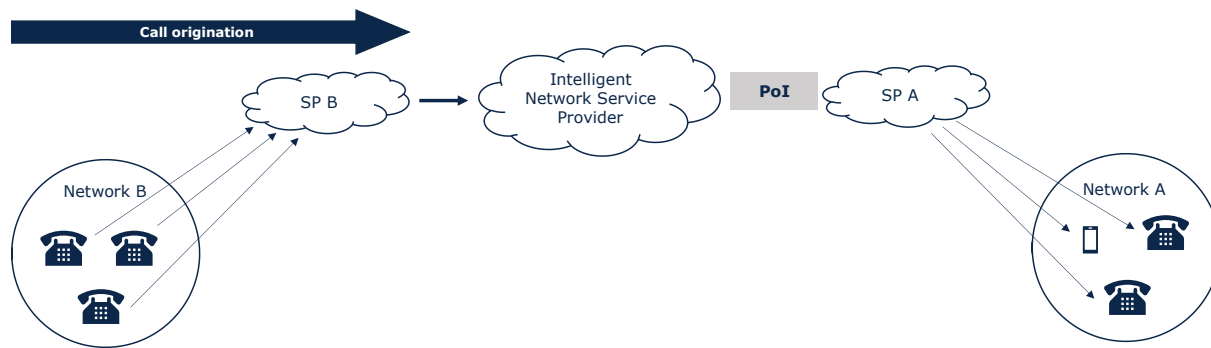 Call origination
SP B
Intelligent
Network Service
Provider
PoI
SP A
Network B
Network A